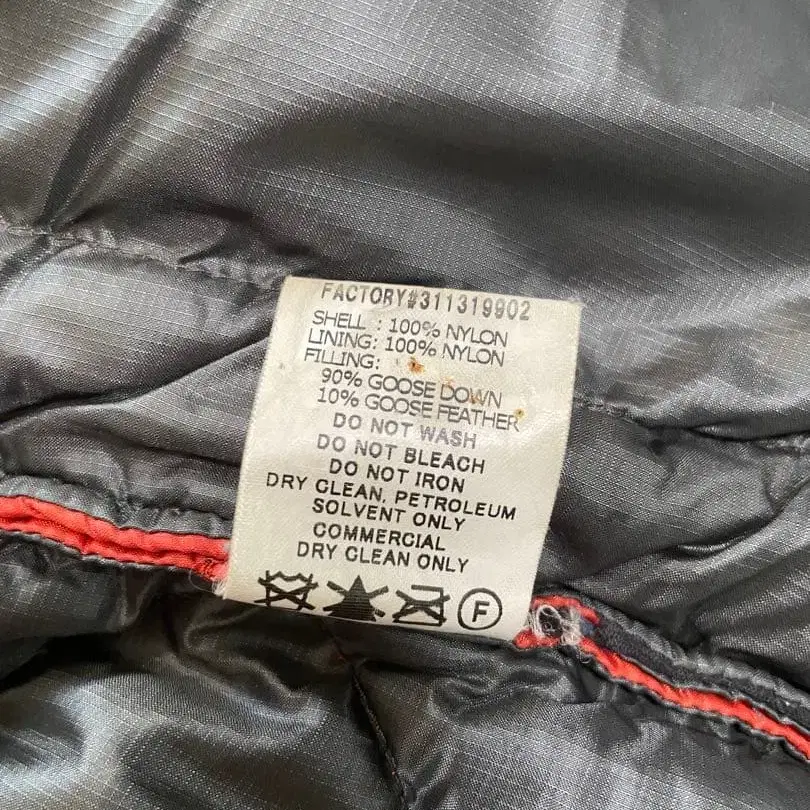 FACTORY#311319902
SHELL : 100% NYLON
LINING: 100% NYLON
FILLING:
90% GOOSE DOWN
10% GOOSE FEATHER
DO NOT WASH
DO NOT BLEACH
DO NOT IRON
DRY CLEAN, PETROLEUM
SOLVENT ONLY
COMMERCIAL
DRY CLEAN ONLY
F